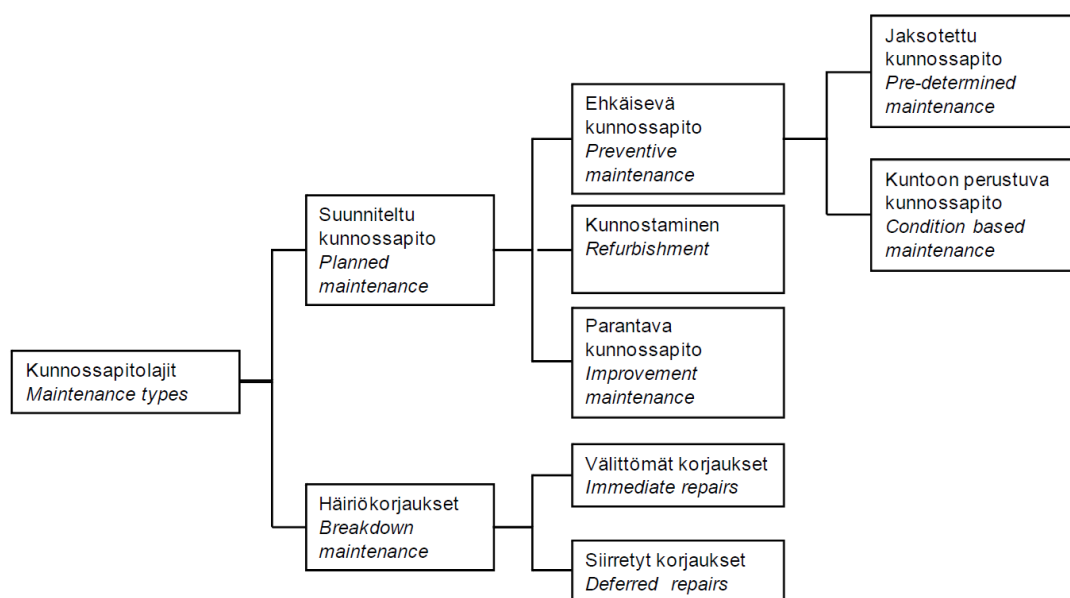 Kunnossapitolajit
Maintenance types
Suunniteltu
kunnossapito
Planned
maintenance
Ehkäisevä
kunnossapito
Preventive
maintenance
Jaksotettu
kunnossapito
Pre-determined
maintenance
Kuntoon perustuva
kunnossapito
Condition based
maintenance
Kunnostaminen
Refurbishment
Parantava
kunnossapito
Improvement
maintenance
Häiriökorjaukset
Breakdown
maintenance
Välittömät korjaukset
Immediate repairs
Siirretyt korjaukset
Deferred repairs